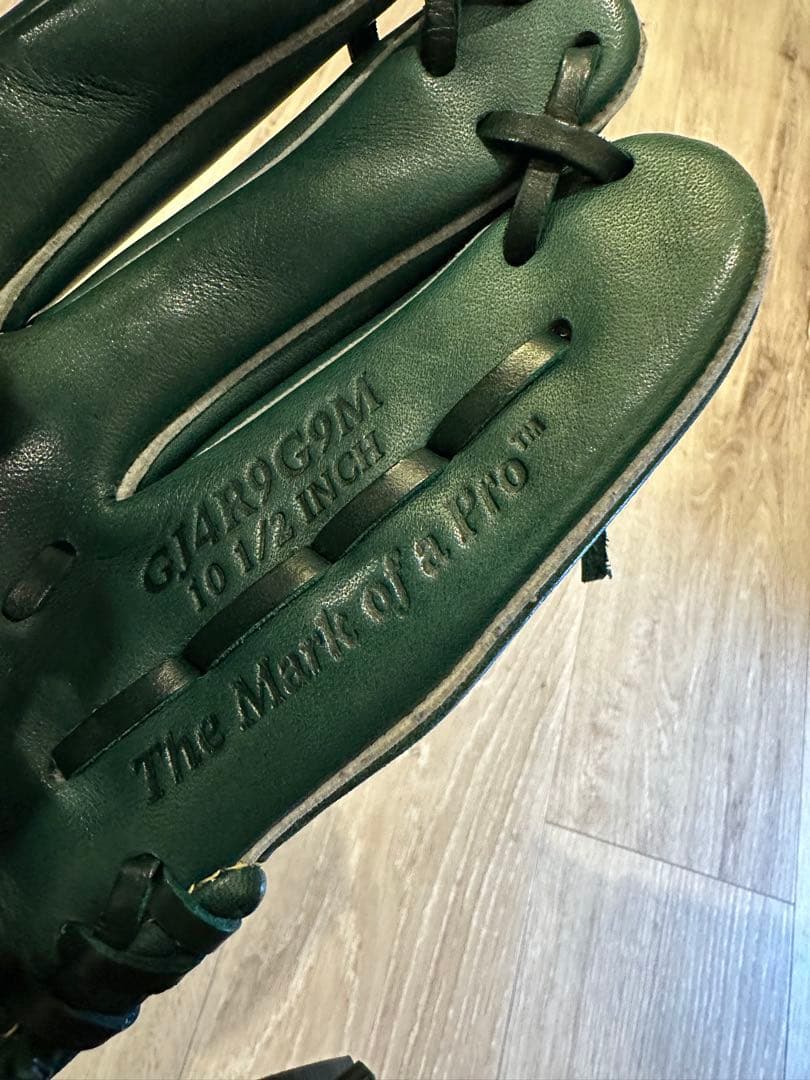 GJ4R9G9M
10 1/2 INCH
The Mark of a Pro™